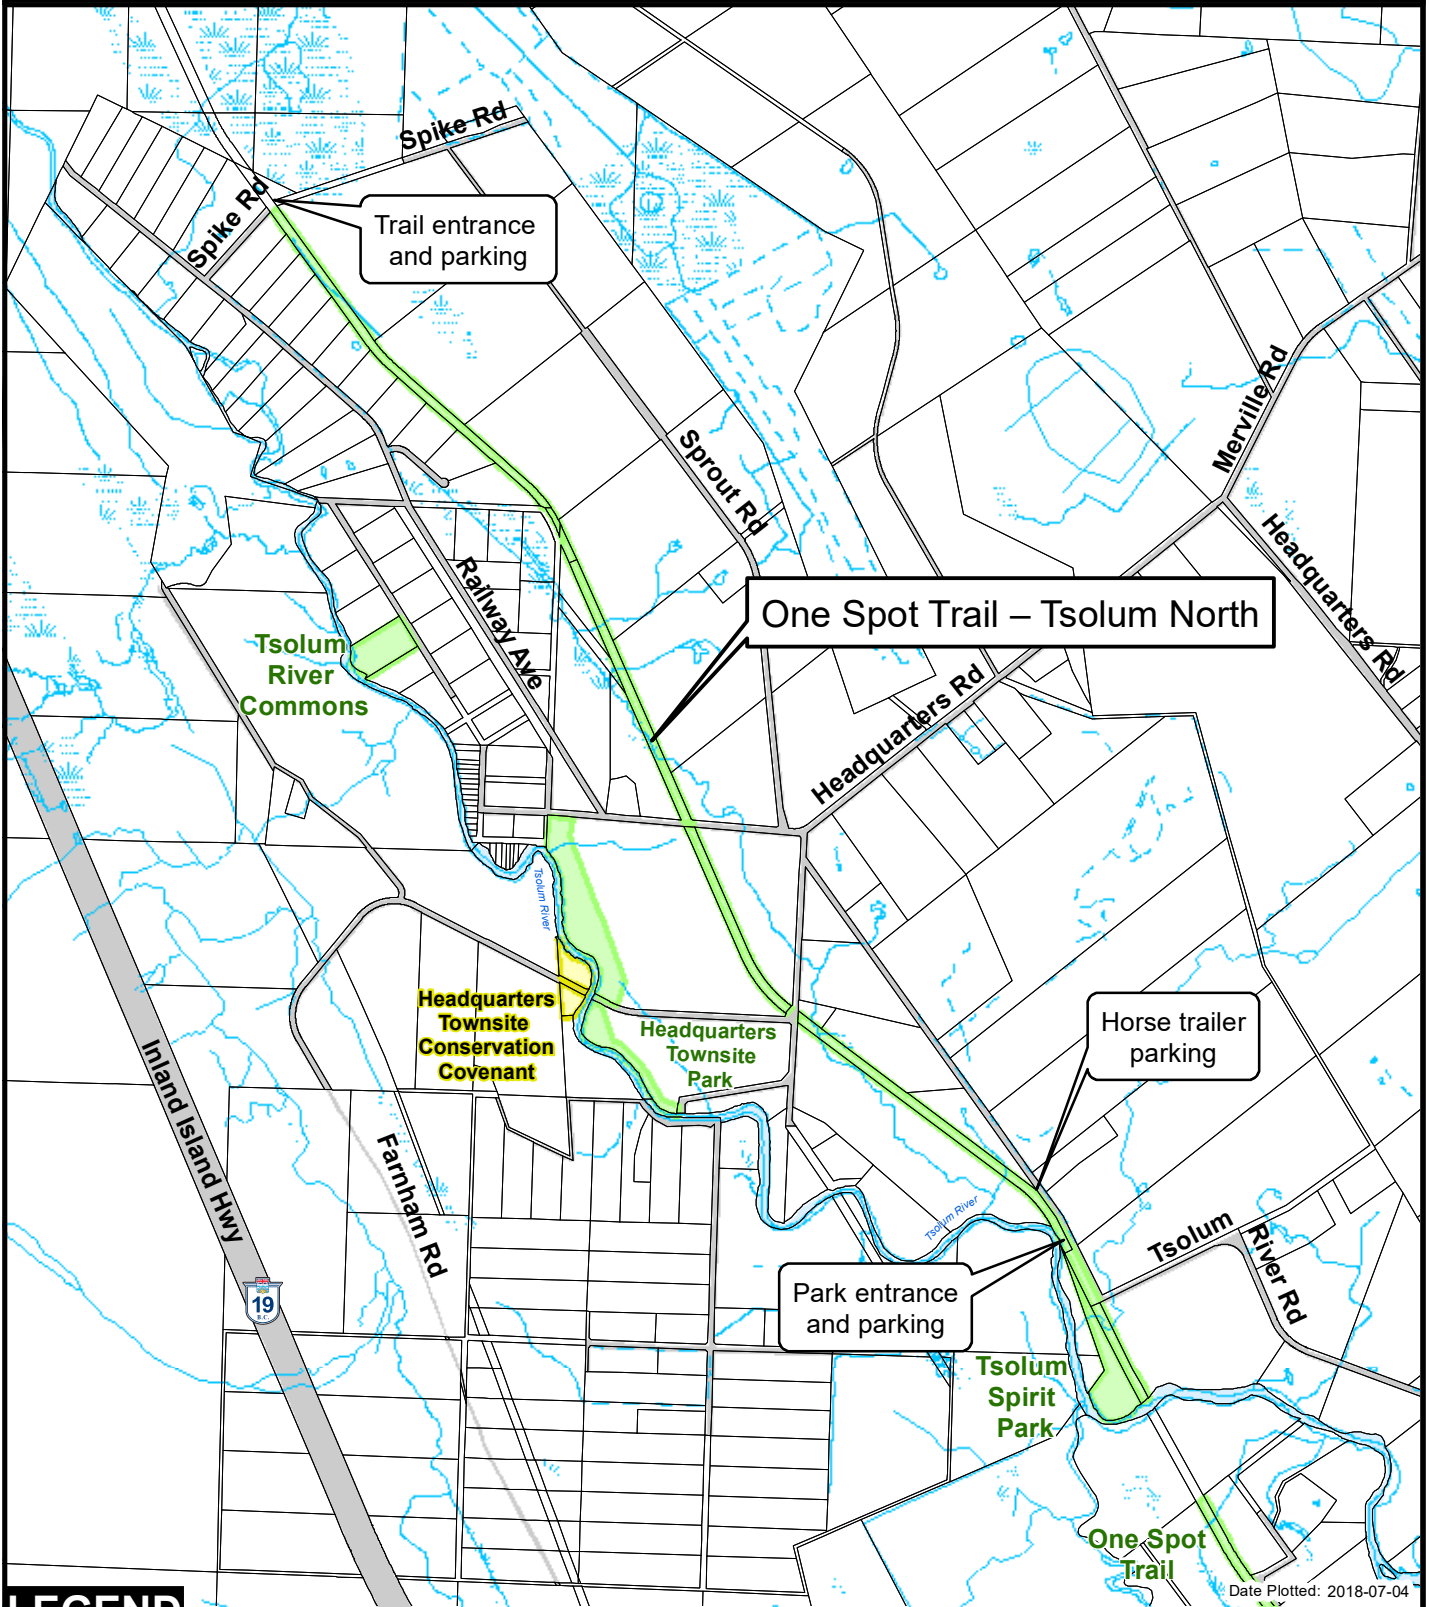 Spike Rd
Spike Rd
Trail entrance
and parking
Merville Rd
Sprout Rd
Headquarters Rd
Railway Ave
One Spot Trail – Tsolum North
Tsolum
River
Commons
Headquarters Rd
Tsolum River
Headquarters
Townsite
Conservation
Covenant
Headquarters
Townsite
Park
Horse trailer
parking
Inland Island Hwy
Farnham Rd
Tsolum River
Tsolum
River Rd
19
B.C.
Park entrance
and parking
Tsolum
Spirit
Park
One Spot
Trail
Date Plotted: 2018-07-04
LEGEND